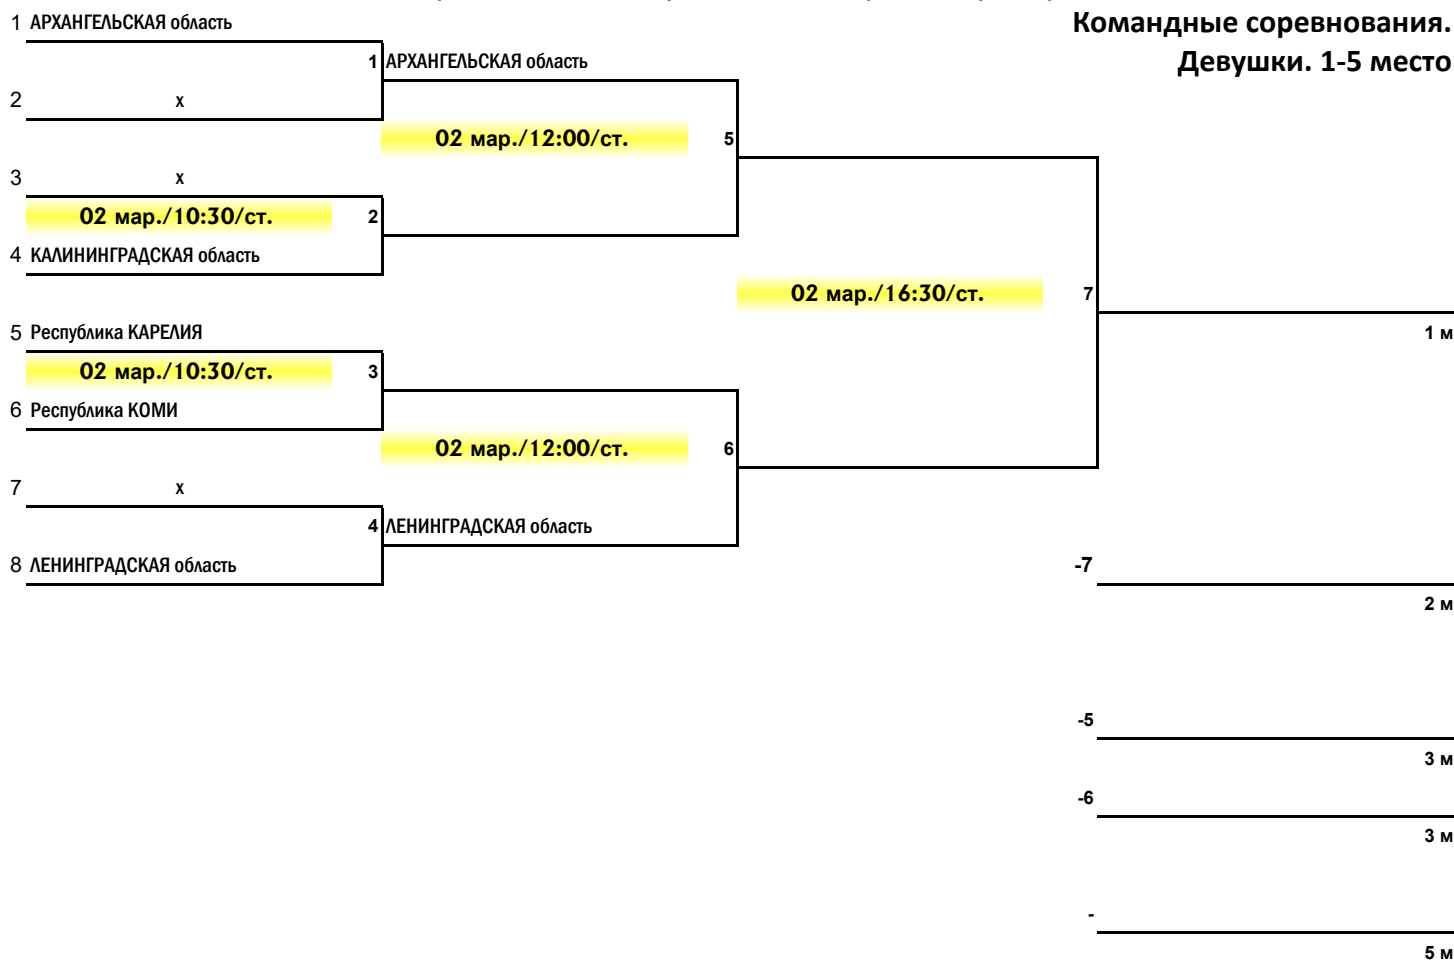 Командные соревнования.
Девушки. 1-5 место
1 АРХАНГЕЛЬСКАЯ область
1 АРХАНГЕЛЬСКАЯ область
2 х
02 мар./12:00/ст. 5
3 х
02 мар./10:30/ст. 2
4 КАЛИНИНГРАДСКАЯ область
02 мар./16:30/ст. 7
5 Республика КАРЕЛИЯ
1 м
02 мар./10:30/ст. 3
6 Республика КОМИ
02 мар./12:00/ст. 6
7 х
4 ЛЕНИНГРАДСКАЯ область
8 ЛЕНИНГРАДСКАЯ область
-7
2 м
-5
3 м
-6
3 м
-
5 м